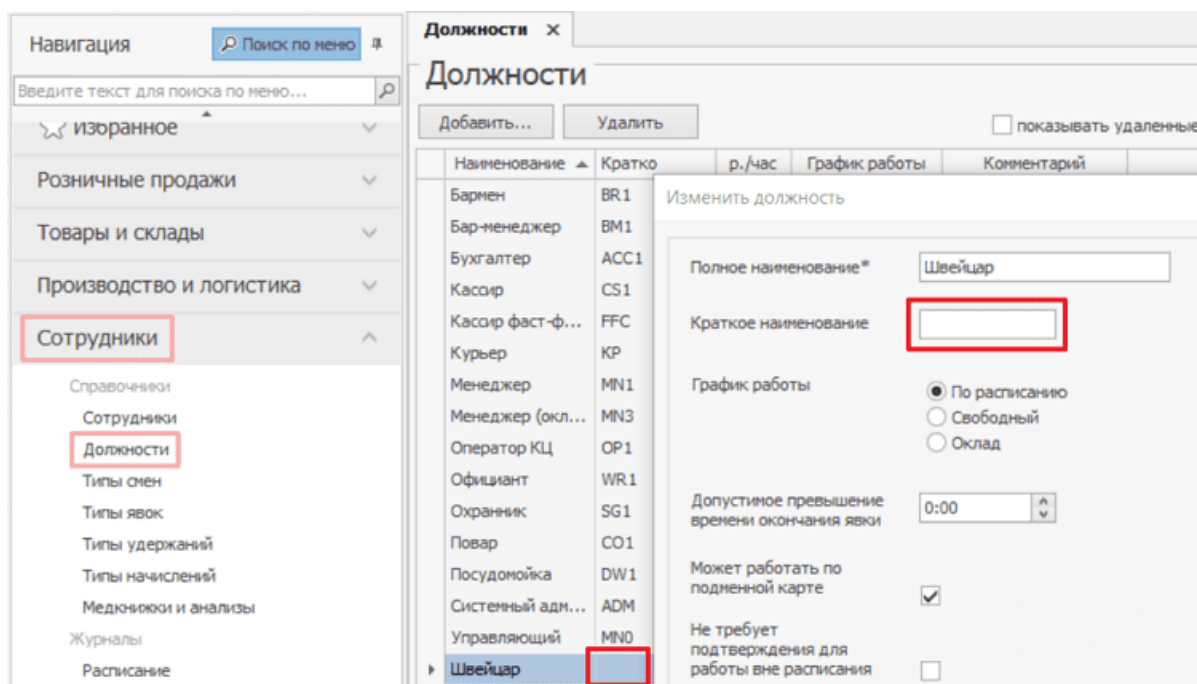 Навигация
Поиск по меню
Введите текст для поиска по меню...
Избранное
Розничные продажи
Товары и склады
Производство и логистика
Сотрудники
Справочники
Сотрудники
Должности
Типы смен
Типы явок
Типы удержаний
Типы начислений
Медкнижки и анализы
Журналы
Расписание
Должности
Должности
Добавить... Удалить
показывать удаленные
Наименование Кратко р./час График работы Комментарий
Бармен BR1
Бар-менеджер BM1
Бухгалтер ACC1
Кассир CS1
Кассир фаст-ф... FFC
Курьер KP
Менеджер MN1
Менеджер (окл... MN3
Оператор КЦ OP1
Официант WR1
Охранник SG1
Повар CO1
Посудомойка DW1
Системный адм... ADM
Управляющий MN0
Швейцар
Изменить должность
Полное наименование* Швейцар
Краткое наименование
График работы
По расписанию
Свободный
Оклад
Допустимое превышение
времени окончания явки
0:00
Может работать по
подменной карте
Не требует
подтверждения для
работы вне расписания